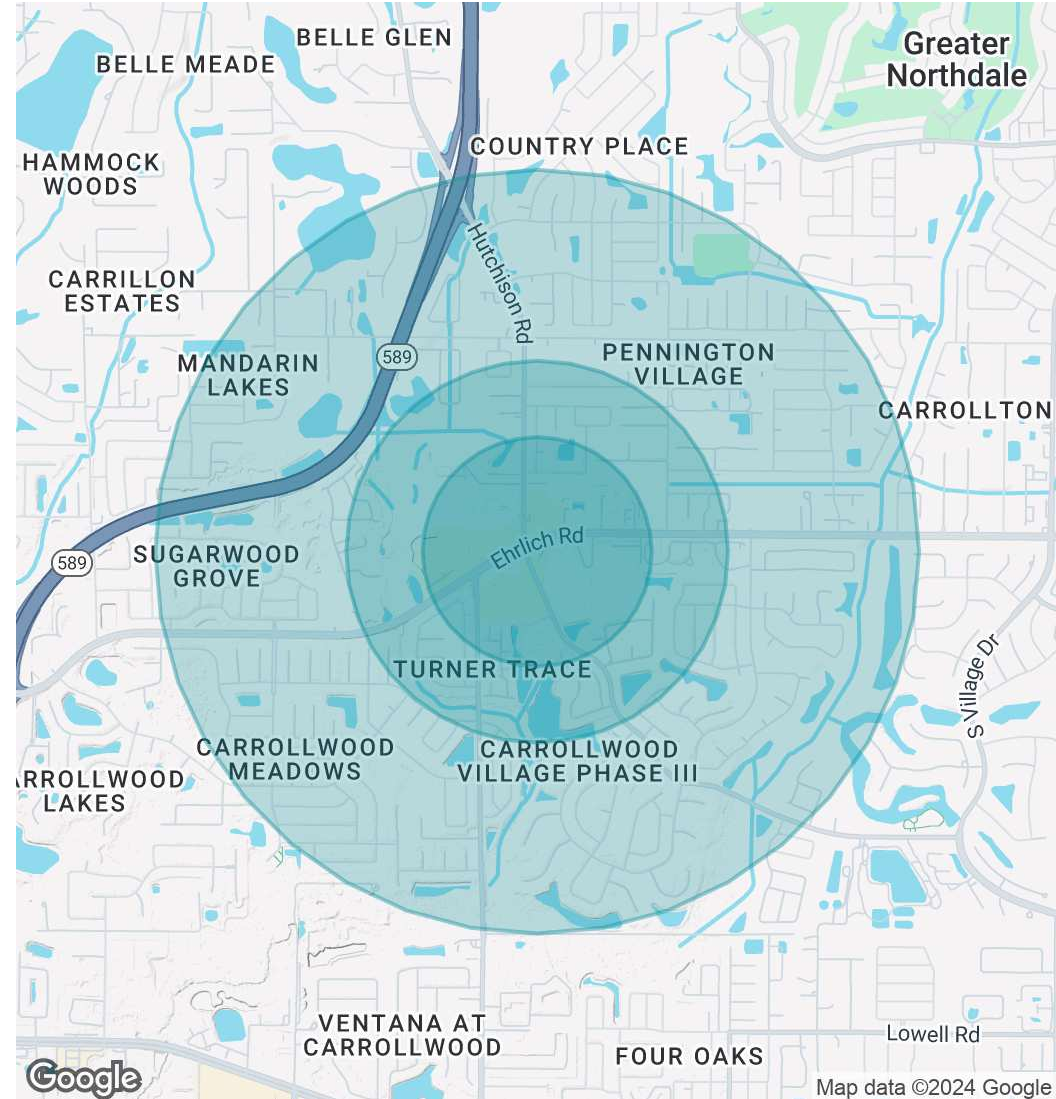 BELLE GLEN
BELLE MEADE
Greater
Northdale
COUNTRY PLACE
HAMMOCK
WOODS
Hutchison Rd
CARRILLON
ESTATES
589
MANDARIN
LAKES
PENNINGTON
VILLAGE
CARROLLTON
Ehrlich Rd
589
SUGARWOOD
GROVE
TURNER TRACE
S Village Dr
CARROLLWOOD
MEADOWS
CARROLLWOOD
VILLAGE PHASE III
ARROLLWOOD
LAKES
VENTANA AT
CARROLLWOOD
Lowell Rd
FOUR OAKS
Google
Map data ©2024 Google